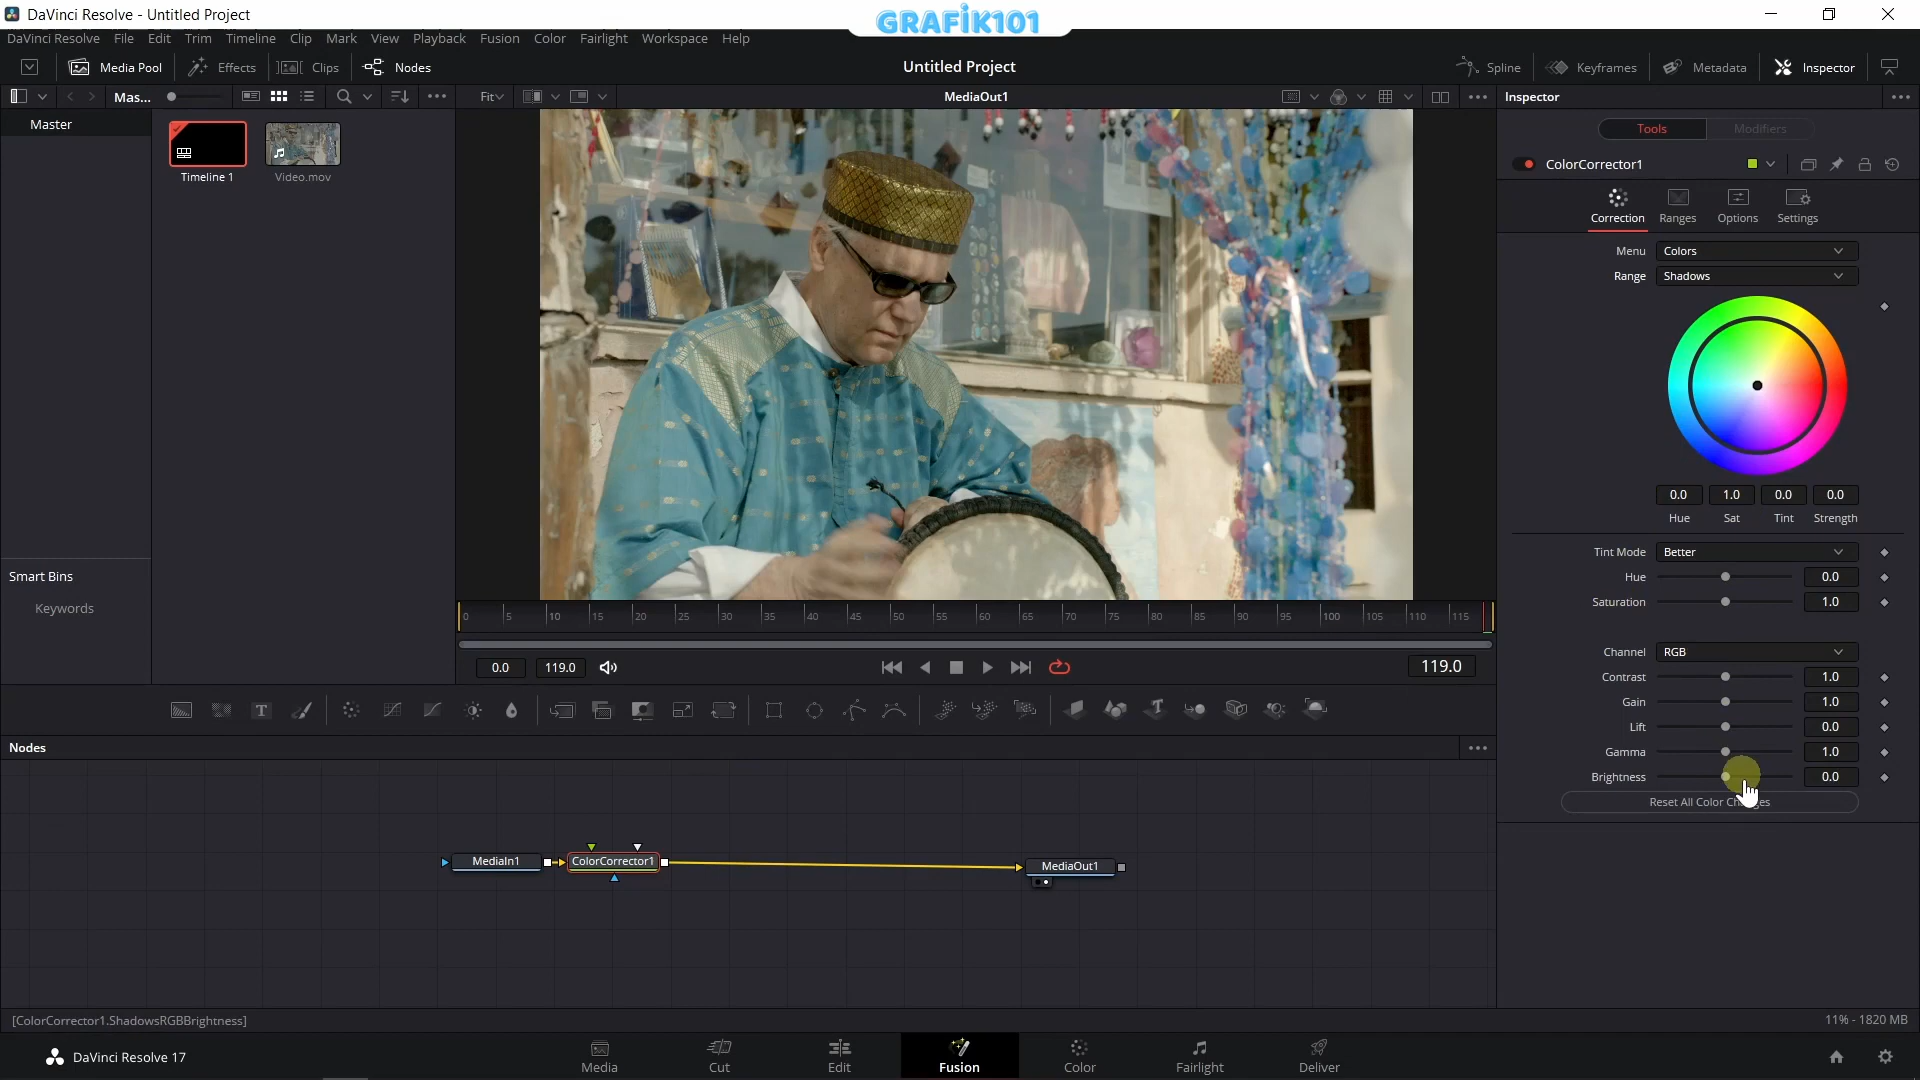 DaVinci Resolve - Untitled Project
GRAFİK101
DaVinci Resolve File Edit Trim Timeline Clip Mark View Playback Fusion Color Fairlight Workspace Help
Media Pool Effects Clips Nodes
Untitled Project
Spline Keyframes Metadata Inspector
Mas...
Fit
MediaOut1
Inspector
Master
Timeline 1
Video.mov
Smart Bins
Keywords
Tools Modifiers
ColorCorrector1
Correction Ranges Options Settings
Menu Colors
Range Shadows
0.0 1.0 0.0 0.0
Hue Sat Tint Strength
Tint Mode Better
Hue 0.0
Saturation 1.0
Channel RGB
Contrast 1.0
Gain 1.0
Lift 0.0
Gamma 1.0
Brightness 0.0
Reset All Color
0 5 10 15 20 25 30 35 40 45 50 55 60 65 70 75 80 85 90 95 100 105 110 115
0.0 119.0
119.0
Nodes
MediaIn1
ColorCorrector1
MediaOut1
[ColorCorrector1.ShadowsRGBBrightness]
11% - 1820 MB
DaVinci Resolve 17
Media Cut Edit Fusion Color Fairlight Deliver